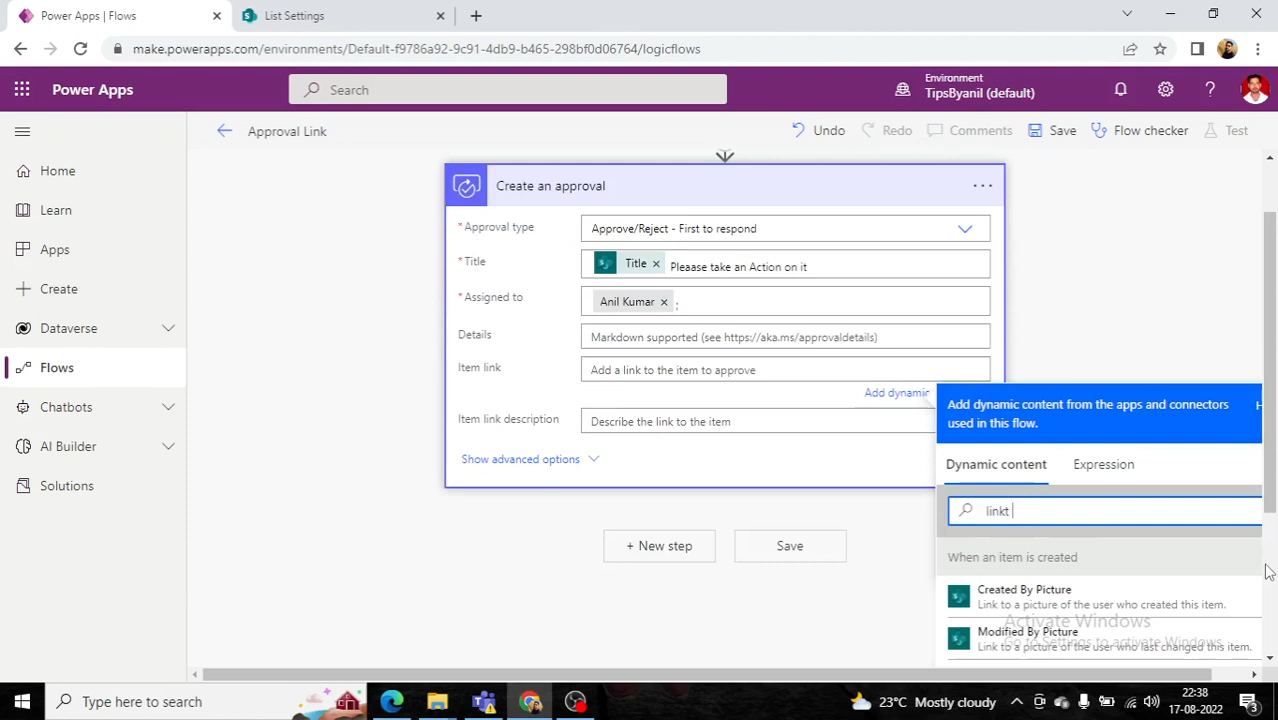 Power Apps | Flows
List Settings
make.powerapps.com/environments/Default-f9786a92-9c91-4db9-b465-298bf0d06764/logicflows
Power Apps
Search
Environment
TipsByanil (default)
Approval Link
Undo
Redo
Comments
Save
Flow checker
Test
Home
Learn
Apps
Create
Dataverse
Flows
Chatbots
AI Builder
Solutions
Create an approval
* Approval type
Approve/Reject - First to respond
* Title
Title × Pleaase take an Action on it
* Assigned to
Anil Kumar × ;
Details
Markdown supported (see https://aka.ms/approvaldetails)
Item link
Add a link to the item to approve
Add dynamic
Item link description
Describe the link to the item
Show advanced options
+ New step
Save
Add dynamic content from the apps and connectors
used in this flow.
Dynamic content
Expression
linkt
When an item is created
Created By Picture
Link to a picture of the user who created this item.
Modified By Picture
Link to a picture of the user who last changed this item.
Activate Windows
Go to Settings to activate Windows.
Type here to search
23°C Mostly cloudy
22:38
17-08-2022
3